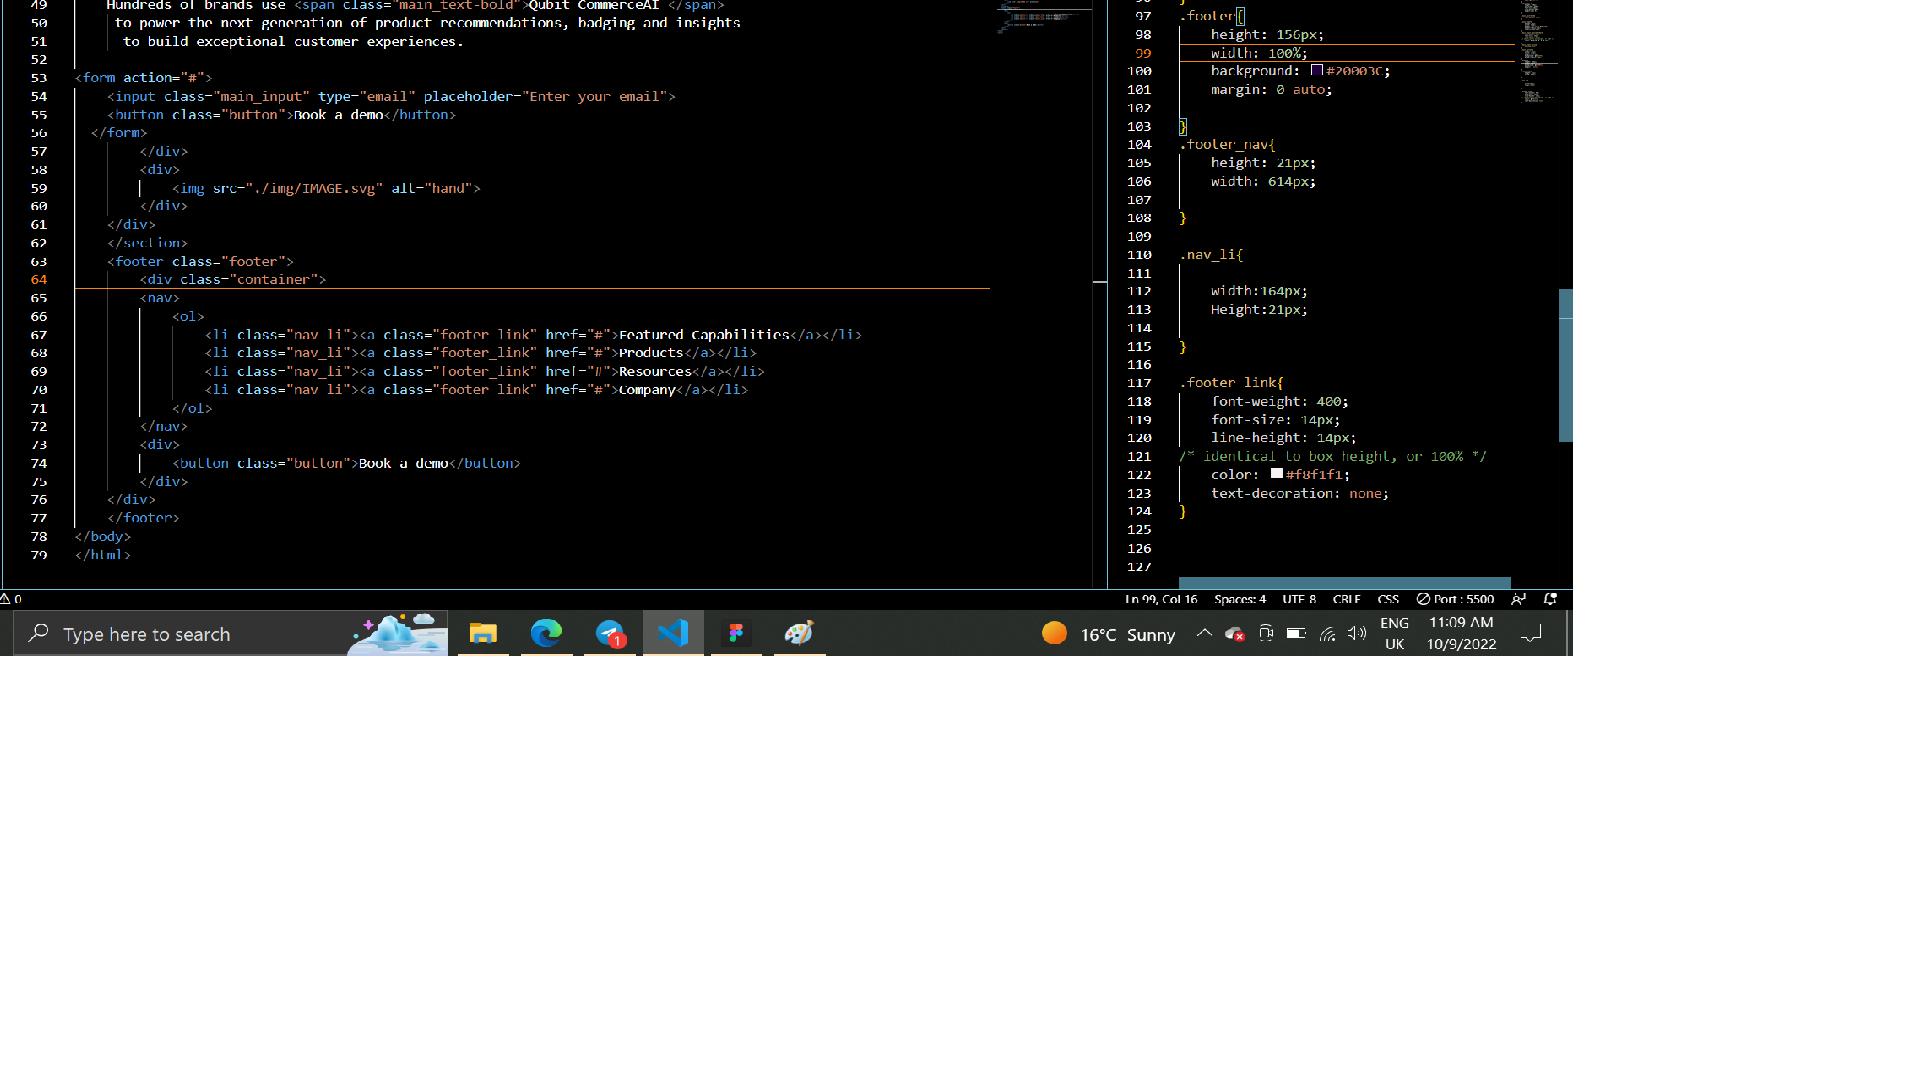 49 Hundreds of brands use <span class="main_text-bold">Qubit CommerceAI </span>
50 to power the next generation of product recommendations, badging and insights
51 to build exceptional customer experiences.
52
53 <form action="#">
54 <input class="main_input" type="email" placeholder="Enter your email">
55 <button class="button">Book a demo</button>
56 </form>
57 </div>
58 <div>
59 <img src="./img/IMAGE.svg" alt="hand">
60 </div>
61 </div>
62 </section>
63 <footer class="footer">
64 <div class="container">
65 <nav>
66 <ol>
67 <li class="nav_li"><a class="footer_link" href="#">Featured Capabilities</a></li>
68 <li class="nav_li"><a class="footer_link" href="#">Products</a></li>
69 <li class="nav_li"><a class="footer_link" href="#">Resources</a></li>
70 <li class="nav_li"><a class="footer_link" href="#">Company</a></li>
71 </ol>
72 </nav>
73 <div>
74 <button class="button">Book a demo</button>
75 </div>
76 </div>
77 </footer>
78 </body>
79 </html>
97 .footer{
98 height: 156px;
99 width: 100%;
100 background: #20003C;
101 margin: 0 auto;
102
103 }
104 .footer_nav{
105 height: 21px;
106 width: 614px;
107
108 }
109
110 .nav_li{
111
112 width:164px;
113 Height:21px;
114
115 }
116
117 .footer_link{
118 font-weight: 400;
119 font-size: 14px;
120 line-height: 14px;
121 /* identical to box height, or 100% */
122 color: #f8f1f1;
123 text-decoration: none;
124 }
125
126
127
0
Ln 99, Col 16 Spaces: 4 UTF-8 CRLF CSS Port : 5500
Type here to search
1
16°C Sunny
ENG
UK
11:09 AM
10/9/2022